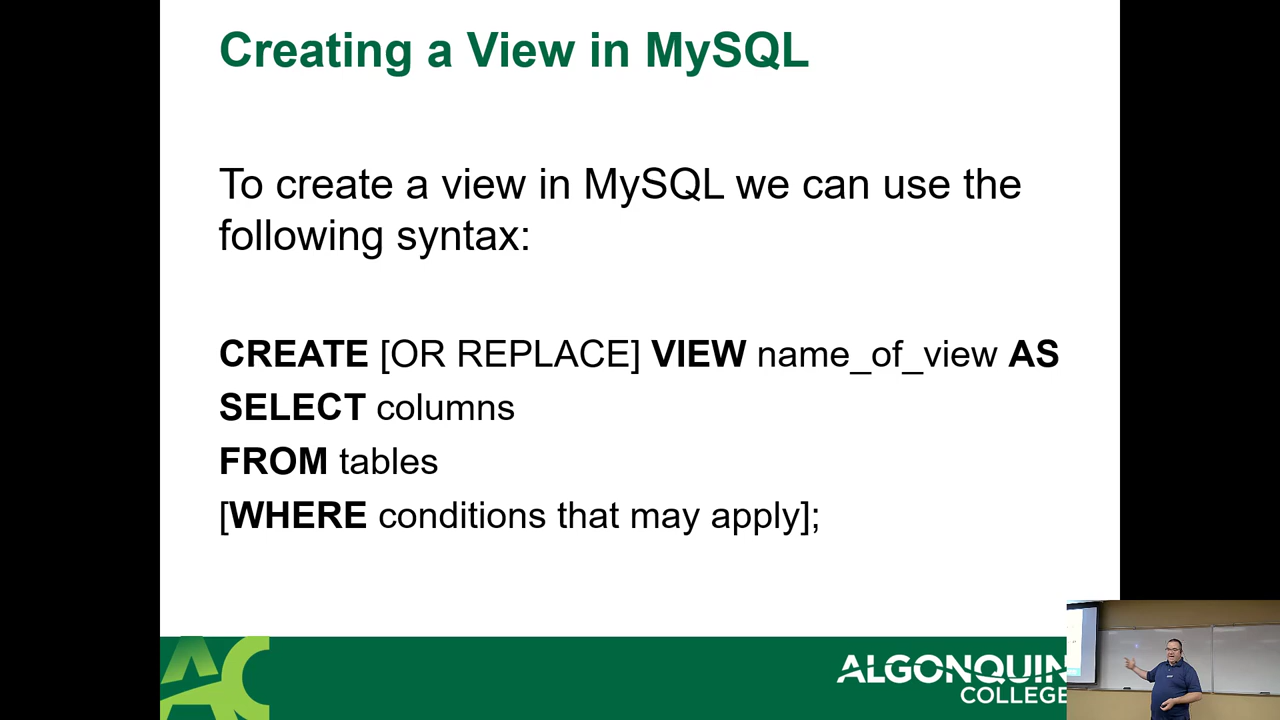 Creating a View in MySQL
To create a view in MySQL we can use the
following syntax:
CREATE [OR REPLACE] VIEW name_of_view AS
SELECT columns
FROM tables
[WHERE conditions that may apply];
AC
ALGONQUIN
COLLEGE